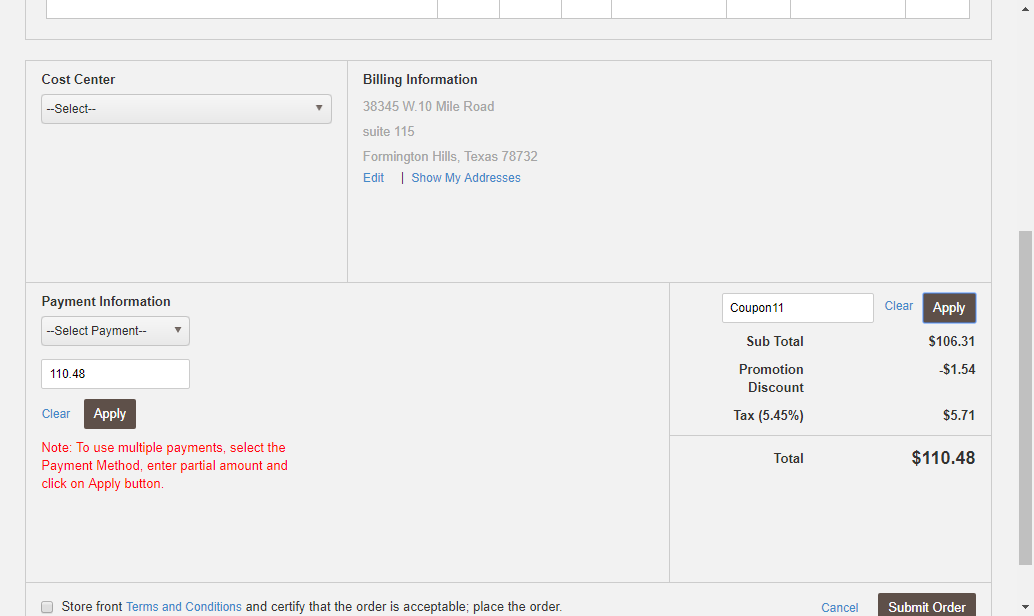 Cost Center
--Select--
Billing Information
38345 W.10 Mile Road
suite 115
Formington Hills, Texas 78732
Edit | Show My Addresses
Payment Information
--Select Payment--
110.48
Clear Apply
Note: To use multiple payments, select the
Payment Method, enter partial amount and
click on Apply button.
Coupon11 Clear Apply
Sub Total $106.31
Promotion
Discount -$1.54
Tax (5.45%) $5.71
Total $110.48
Store front Terms and Conditions and certify that the order is acceptable; place the order.
Cancel Submit Order